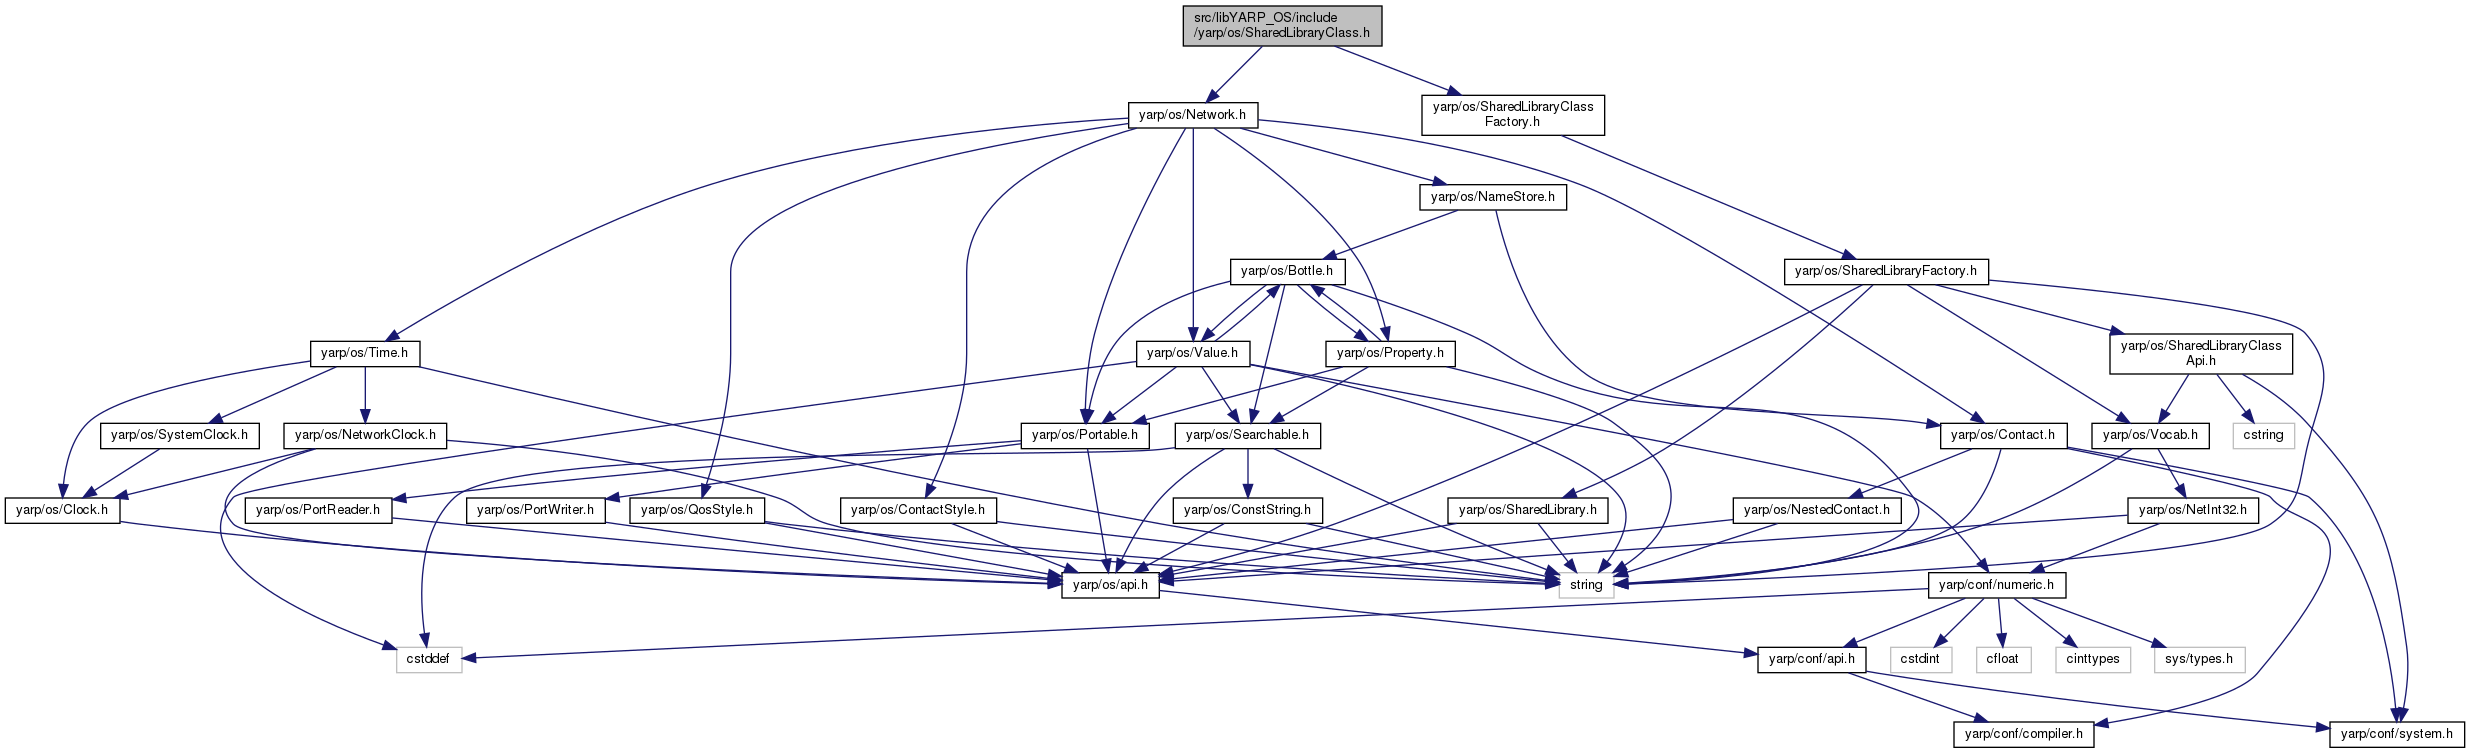 src/libYARP_OS/include
/yarp/os/SharedLibraryClass.h
yarp/os/Network.h
yarp/os/SharedLibraryClass
Factory.h
yarp/os/NameStore.h
yarp/os/Bottle.h
yarp/os/SharedLibraryFactory.h
yarp/os/Time.h
yarp/os/Value.h
yarp/os/Property.h
yarp/os/SharedLibraryClass
Api.h
yarp/os/SystemClock.h
yarp/os/NetworkClock.h
yarp/os/Portable.h
yarp/os/Searchable.h
yarp/os/Contact.h
yarp/os/Vocab.h
cstring
yarp/os/Clock.h
yarp/os/PortReader.h
yarp/os/PortWriter.h
yarp/os/QosStyle.h
yarp/os/ContactStyle.h
yarp/os/ConstString.h
yarp/os/SharedLibrary.h
yarp/os/NestedContact.h
yarp/os/NetInt32.h
yarp/os/api.h
string
yarp/conf/numeric.h
cstddef
yarp/conf/api.h
cstdint
cfloat
cinttypes
sys/types.h
yarp/conf/compiler.h
yarp/conf/system.h